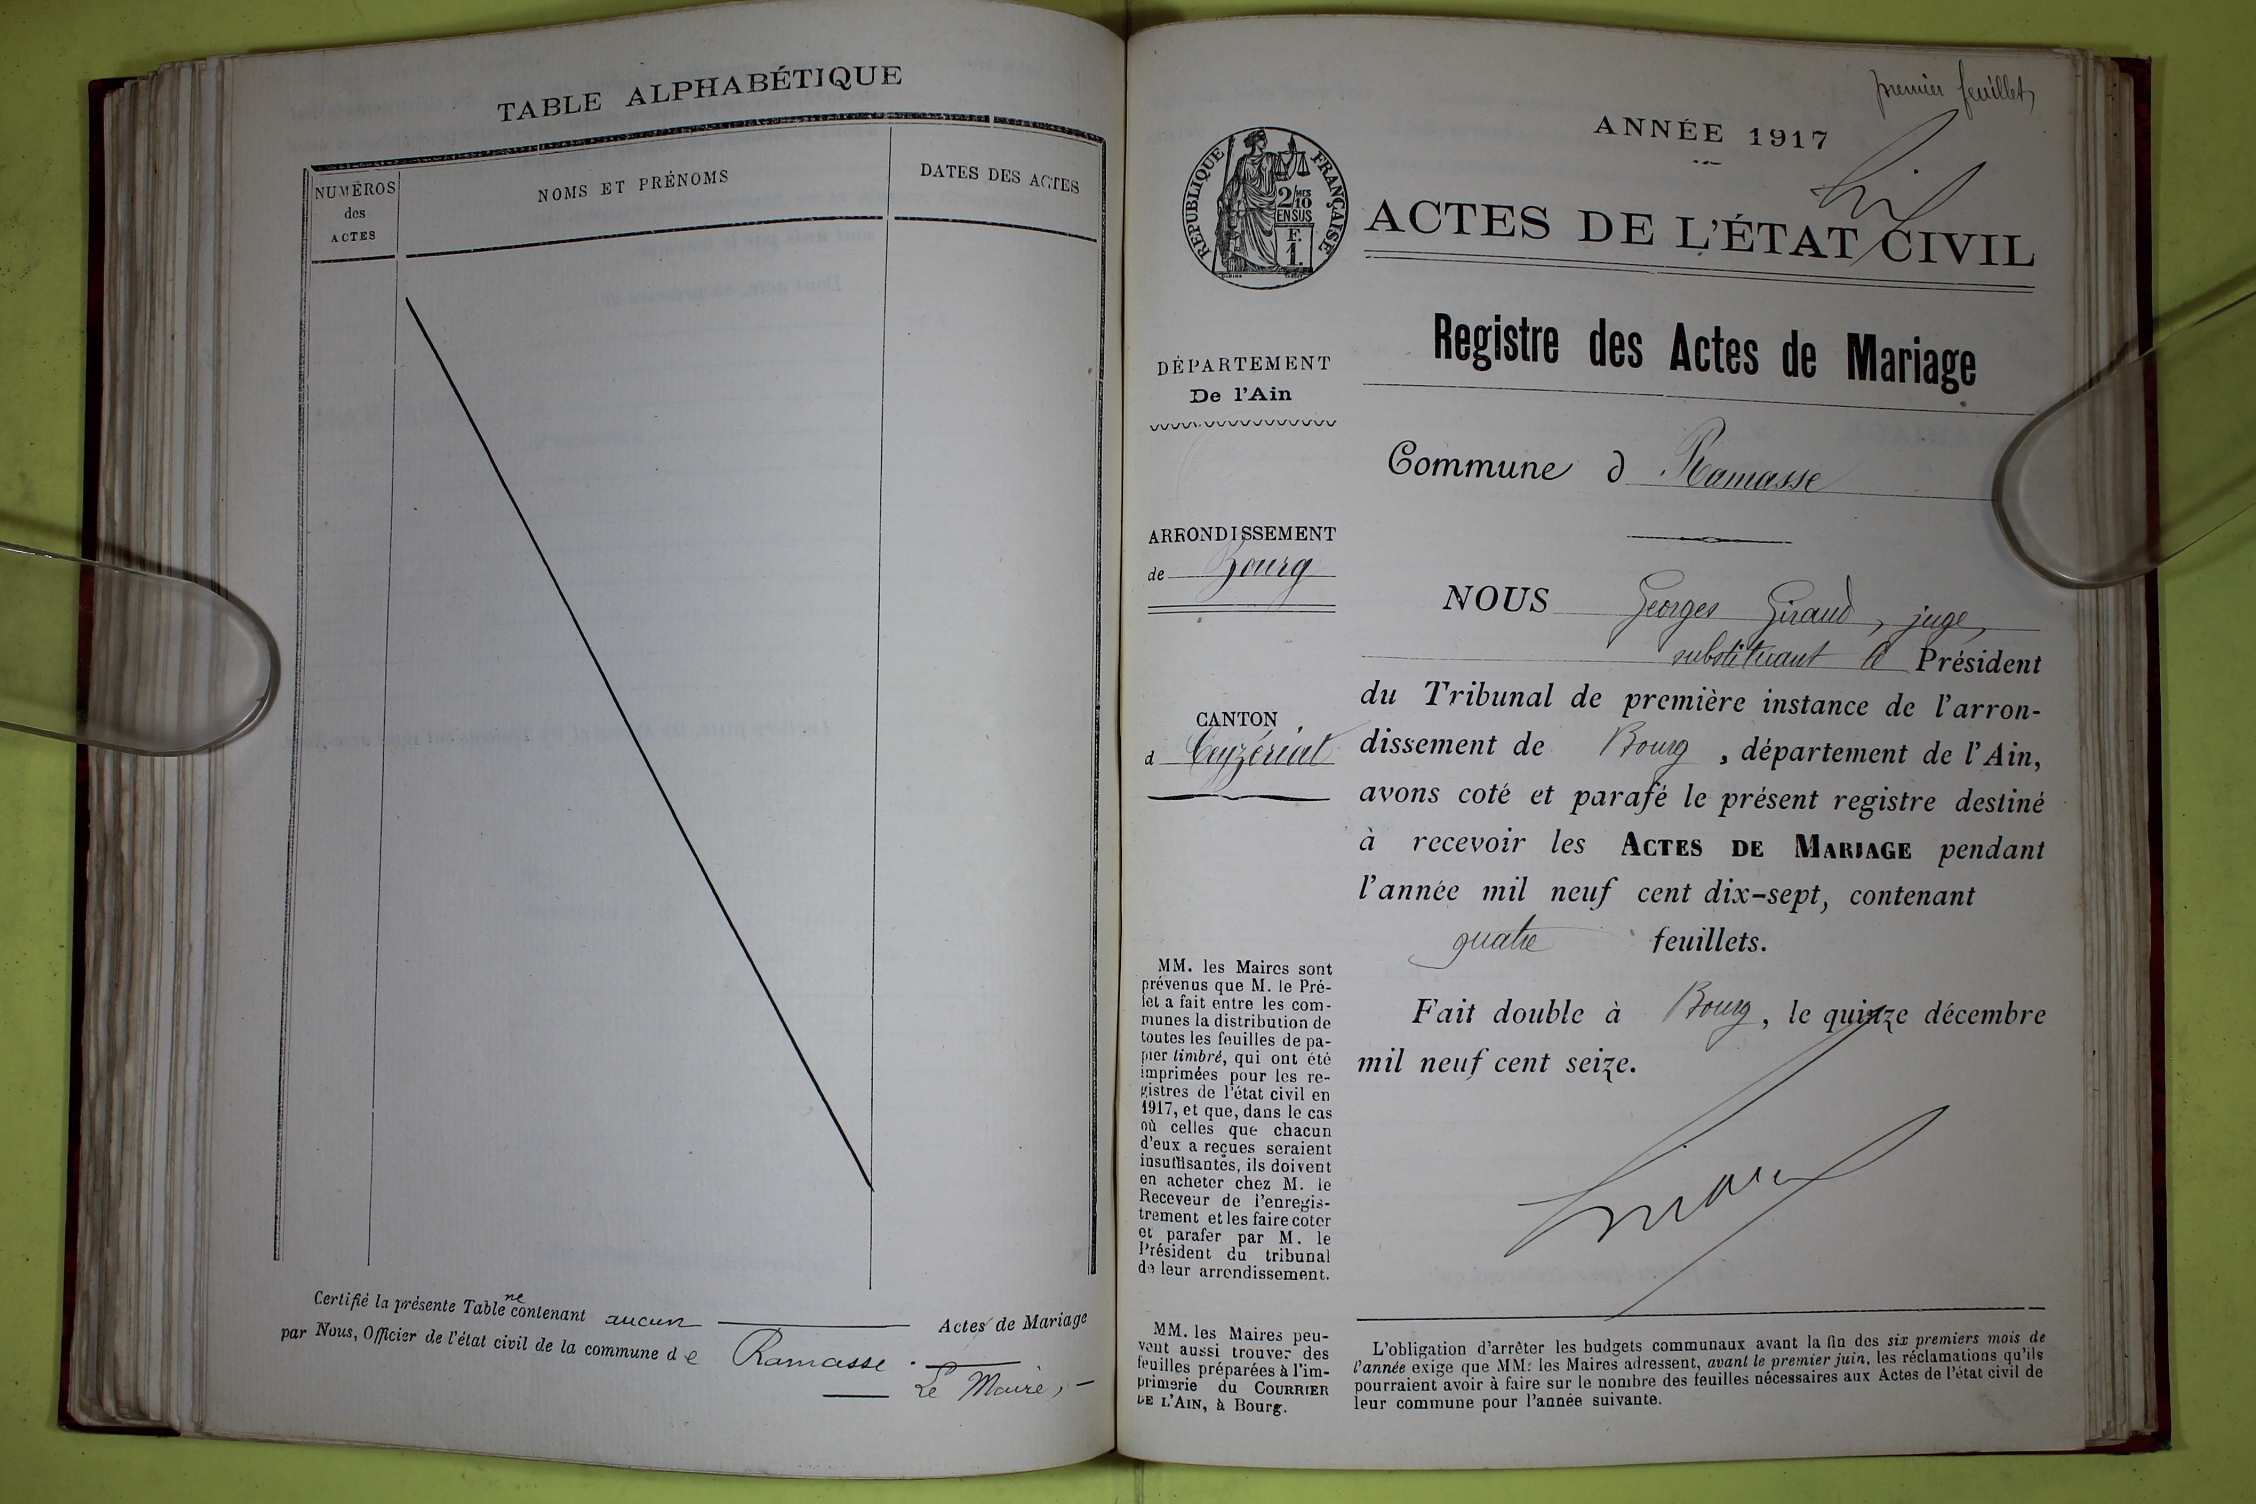 TABLE ALPHABÉTIQUE
NUMÉROS
des
ACTES
NOMS ET PRÉNOMS
DATES DES ACTES
Certifié la présente Table ne contenant aucun Actes de Mariage
par Nous, Officier de l'état civil de la commune de Ramasse.
Le Maire,
premier feuillet
ANNÉE 1917
RÉPUBLIQUE FRANÇAISE
2/10 MES
EN SUS
F.
1.
ACTES DE L'ÉTAT CIVIL
Registre des Actes de Mariage
DÉPARTEMENT
De l'Ain
Commune d Ramasse
ARRONDISSEMENT
de Bourg
CANTON
d Ceyzériat
NOUS Georges Giraud, juge,
substituant le Président
du Tribunal de première instance de l'arron-
dissement de Bourg, département de l'Ain,
avons coté et parafé le présent registre destiné
à recevoir les ACTES DE MARIAGE pendant
l'année mil neuf cent dix-sept, contenant
quatre feuillets.
Fait double à Bourg, le quinze décembre
mil neuf cent seize.
MM. les Maires sont
prévenus que M. le Pré-
fet a fait entre les com-
munes la distribution de
toutes les feuilles de pa-
pier timbré, qui ont été
imprimées pour les re-
gistres de l'état civil en
1917, et que, dans le cas
où celles que chacun
d'eux a reçues seraient
insuffisantes, ils doivent
en acheter chez M. le
Receveur de l'enregis-
trement et les faire coter
et parafer par M. le
Président du tribunal
de leur arrondissement.
MM. les Maires peu-
vent aussi trouver des
feuilles préparées à l'im-
primerie du COURRIER
DE L'AIN, à Bourg.
L'obligation d'arrêter les budgets communaux avant la fin des six premiers mois de
l'année exige que MM. les Maires adressent, avant le premier juin, les réclamations qu'ils
pourraient avoir à faire sur le nombre des feuilles nécessaires aux Actes de l'état civil de
leur commune pour l'année suivante.